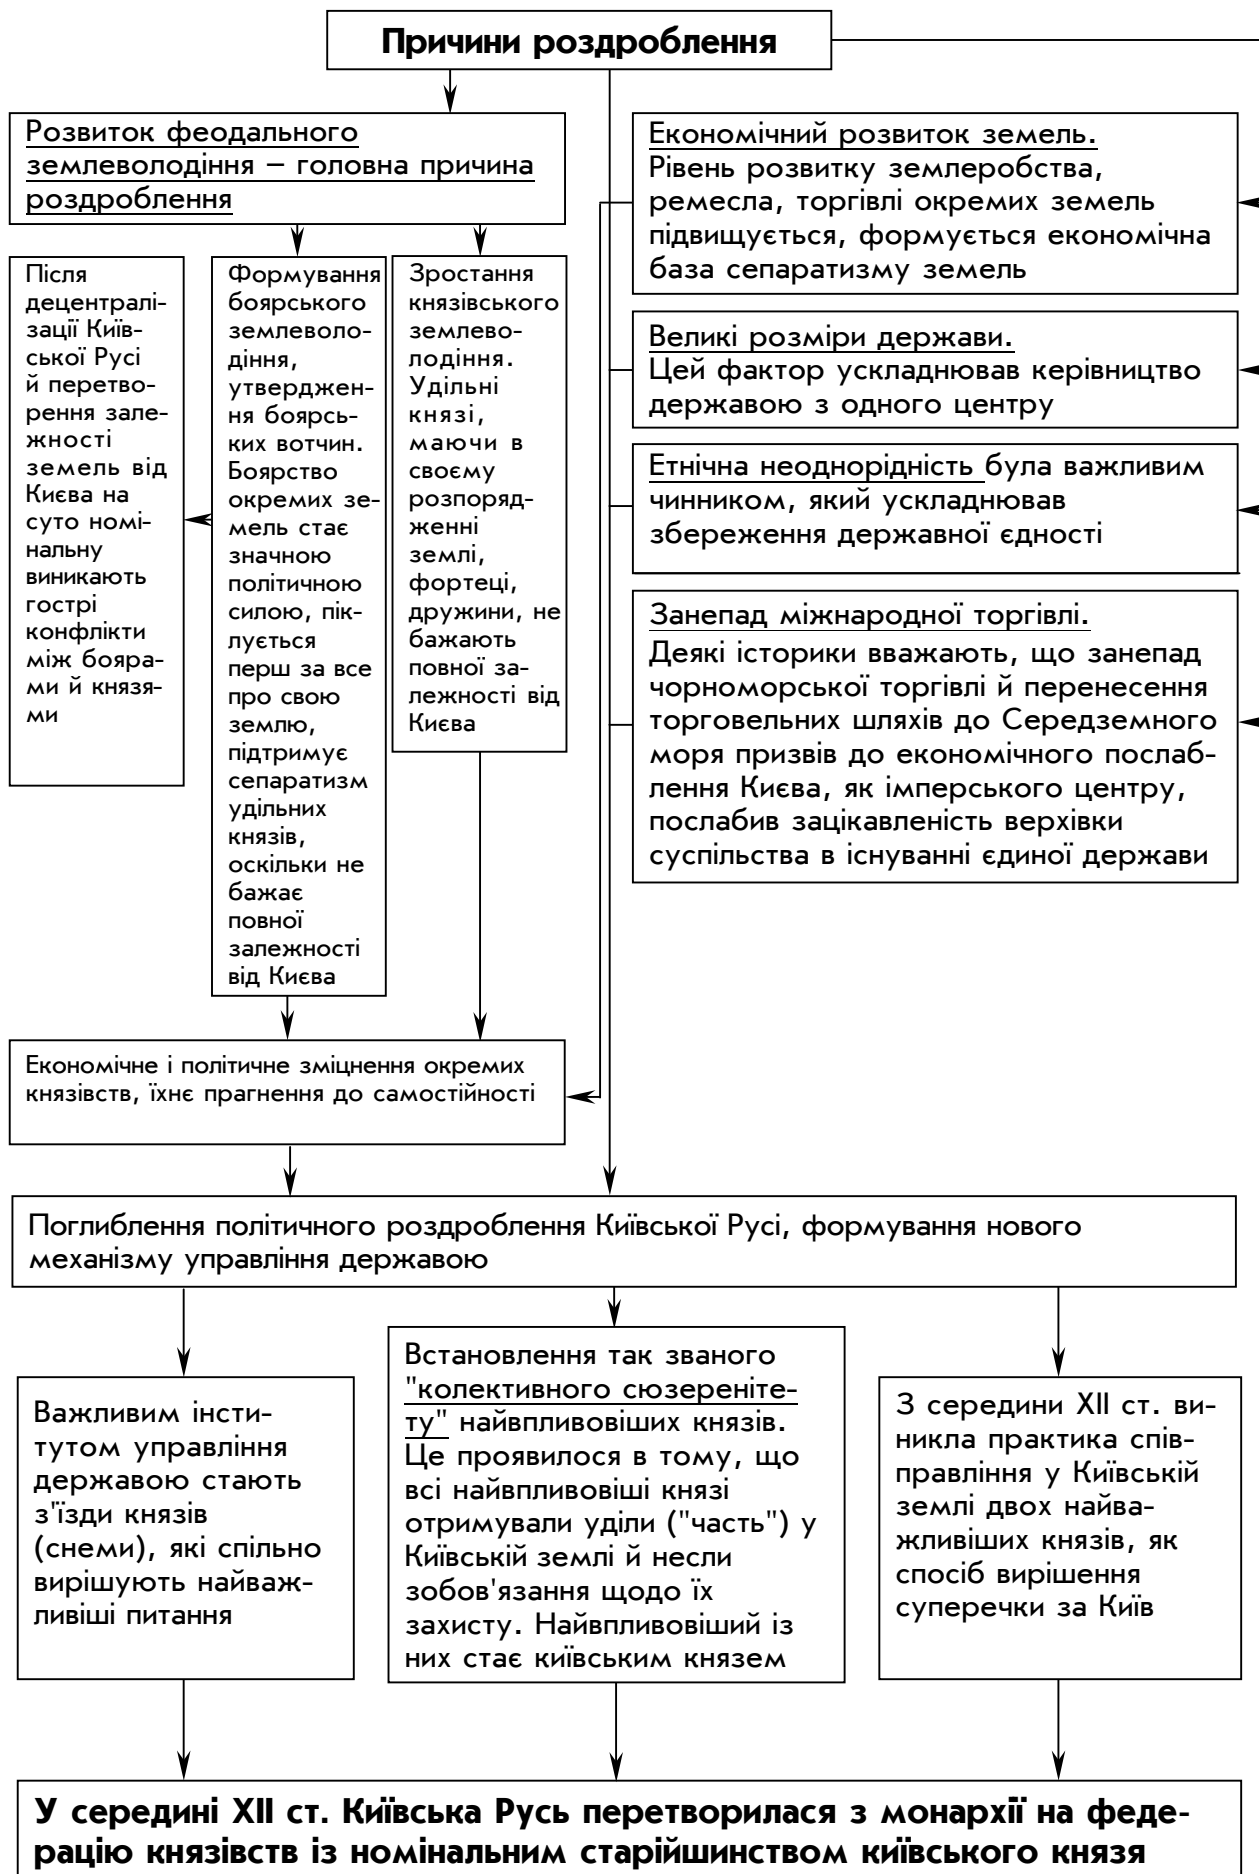 Причини роздроблення
Розвиток феодального
землеволодіння – головна причина
роздроблення
Після
децентралі-
зації Київ-
ської Русі
й перетво-
рення зале-
жності
земель від
Києва на
суто номі-
нальну
виникають
гострі
конфлікти
між бояра-
ми й князя-
ми
Формування
боярського
землеволо-
діння,
утверджен-
ня боярсь-
ких вотчин.
Боярство
окремих зе-
мель стає
значною
політичною
силою, пік-
лується
перш за все
про свою
землю,
підтримує
сепаратизм
удільних
князів,
оскільки не
бажає
повної
залежності
від Києва
Зростання
князівського
землево-
лодіння.
Удільні
князі,
маючи в
своєму
розпоряд-
женні
землі,
фортеці,
дружини, не
бажають
повної за-
лежності від
Києва
Економічний розвиток земель.
Рівень розвитку землеробства,
ремесла, торгівлі окремих земель
підвищується, формується економічна
база сепаратизму земель
Великі розміри держави.
Цей фактор ускладнював керівництво
державою з одного центру
Етнічна неоднорідність була важливим
чинником, який ускладнював
збереження державної єдності
Занепад міжнародної торгівлі.
Деякі історики вважають, що занепад
чорноморської торгівлі й перенесення
торговельних шляхів до Середземного
моря призвів до економічного послаб-
лення Києва, як імперського центру,
послабив зацікавленість верхівки
суспільства в існуванні єдиної держави
Економічне і політичне зміцнення окремих
князівств, їхнє прагнення до самостійності
Поглиблення політичного роздроблення Київської Русі, формування нового
механізму управління державою
Важливим інсти-
тутом управління
державою стають
з'їзди князів
(снеми), які спільно
вирішують найваж-
ливіші питання
Встановлення так званого
"колективного сюзереніте-
ту" найвпливовіших князів.
Це проявилося в тому, що
всі найвпливовіші князі
отримували уділи ("часть") у
Київській землі й несли
зобов'язання щодо їх
захисту. Найвпливовіший із
них стає київським князем
З середини XII ст. ви-
никла практика спів-
правління у Київській
землі двох найва-
жливіших князів, як
спосіб вирішення
суперечки за Київ
У середині XII ст. Київська Русь перетворилася з монархії на феде-
рацію князівств із номінальним старійшинством київського князя